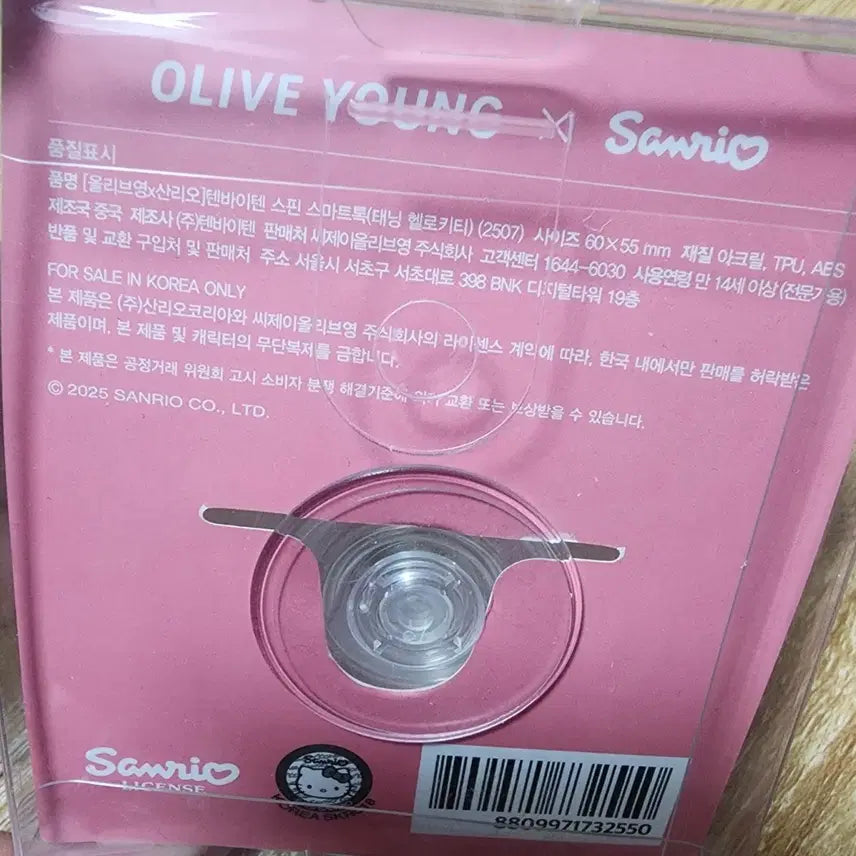 OLIVE YOUNG × Sanrio
품질표시
품명 [올리브영x산리오]텐바이텐 스핀 스마트톡(태닝 헬로키티) (2507) 사이즈 60×55 mm 재질 아크릴, TPU, ABS
제조국 중국 제조사 (주)텐바이텐 판매처 씨제이올리브영 주식회사 고객센터 1644-6030 사용연령 만 14세 이상 (전문가용)
반품 및 교환 구입처 및 판매처 주소 서울시 서초구 서초대로 398 BNK 디지털타워 19층
FOR SALE IN KOREA ONLY
본 제품은 (주)산리오코리아와 씨제이올리브영 주식회사의 라이센스 계약에 따라, 한국 내에서만 판매를 허락받은
제품이며, 본 제품 및 캐릭터의 무단복제를 금합니다.
* 본 제품은 공정거래 위원회 고시 소비자 분쟁 해결기준에 의거 교환 또는 보상받을 수 있습니다.
© 2025 SANRIO CO., LTD.
Sanrio
LICENSE
Sanrio
KOREA
8809971732550